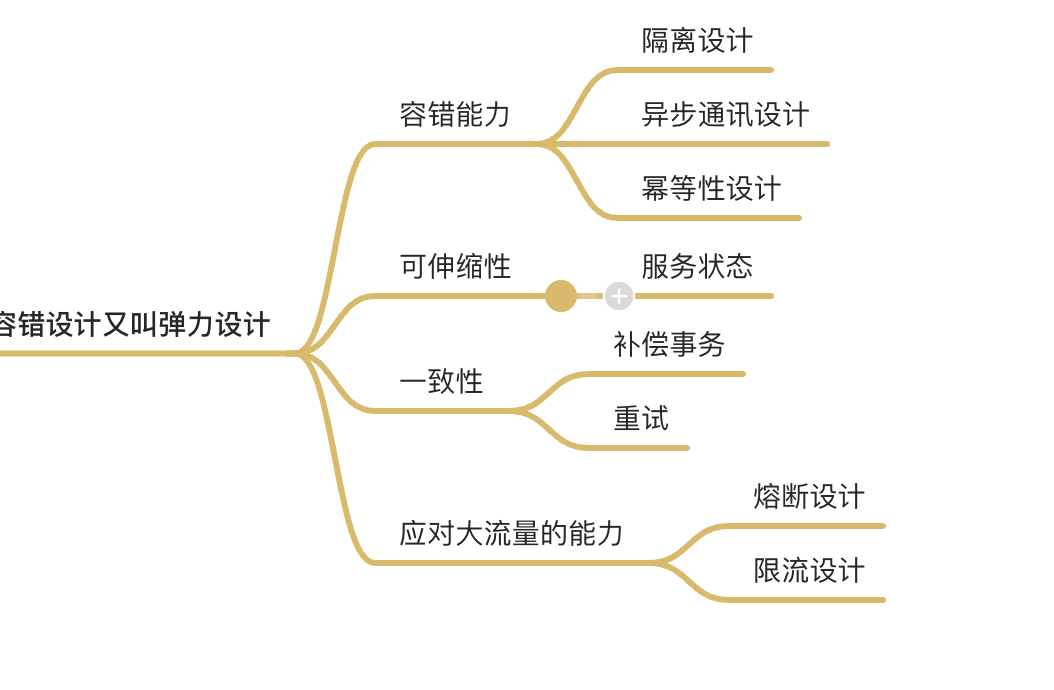 隔离设计
容错能力
异步通讯设计
幂等性设计
可伸缩性
服务状态
容错设计又叫弹力设计
一致性
补偿事务
重试
应对大流量的能力
熔断设计
限流设计